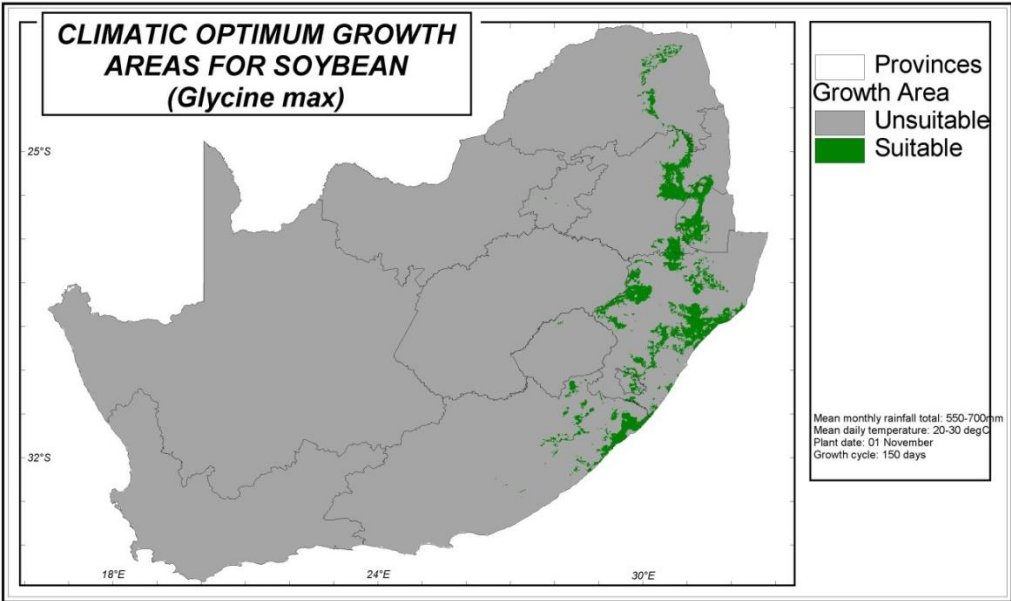 CLIMATIC OPTIMUM GROWTH
AREAS FOR SOYBEAN
(Glycine max)
Provinces
Growth Area
Unsuitable
Suitable
25°S
32°S
18°E
24°E
30°E
Mean monthly rainfall total: 550-700mm
Mean daily temperature: 20-30 degC
Plant date: 01 November
Growth cycle: 150 days